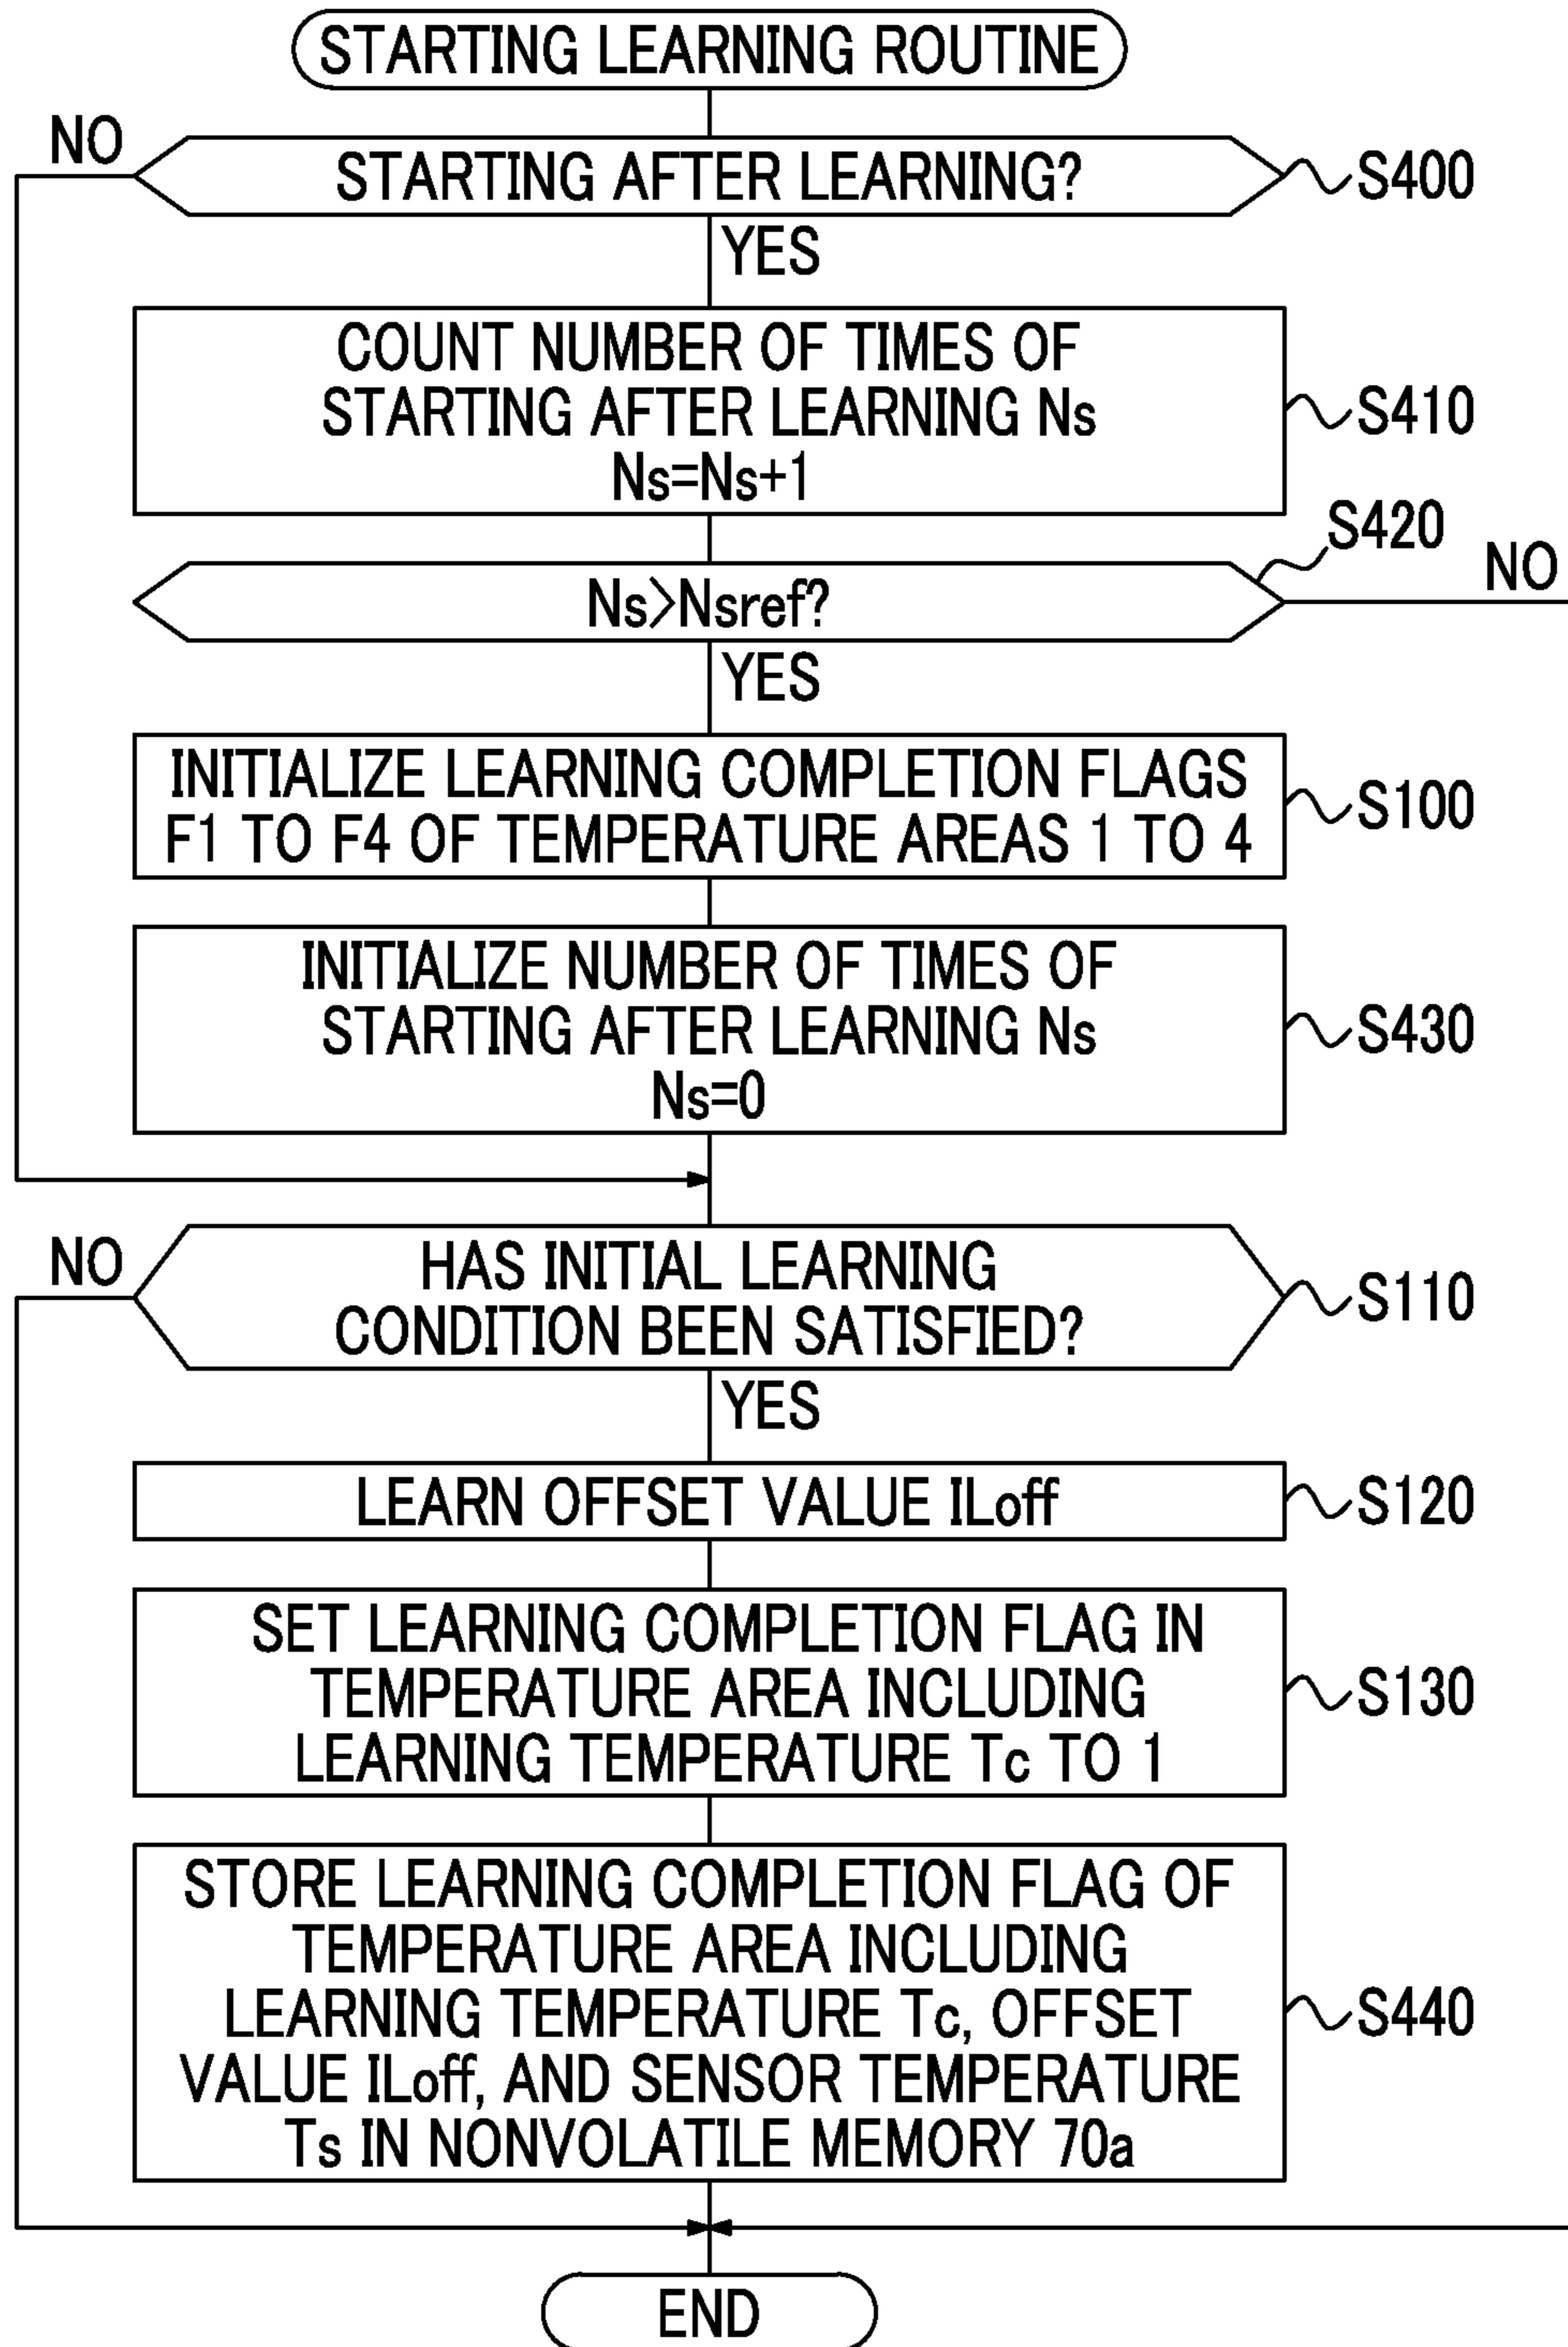 STARTING LEARNING ROUTINE
NO
STARTING AFTER LEARNING?
S400
YES
COUNT NUMBER OF TIMES OF
STARTING AFTER LEARNING Ns
Ns=Ns+1
S410
S420
NO
Ns>Nsref?
YES
INITIALIZE LEARNING COMPLETION FLAGS
F1 TO F4 OF TEMPERATURE AREAS 1 TO 4
S100
INITIALIZE NUMBER OF TIMES OF
STARTING AFTER LEARNING Ns
Ns=0
S430
NO
HAS INITIAL LEARNING
CONDITION BEEN SATISFIED?
S110
YES
LEARN OFFSET VALUE ILoff
S120
SET LEARNING COMPLETION FLAG IN
TEMPERATURE AREA INCLUDING
LEARNING TEMPERATURE Tc TO 1
S130
STORE LEARNING COMPLETION FLAG OF
TEMPERATURE AREA INCLUDING
LEARNING TEMPERATURE Tc, OFFSET
VALUE ILoff, AND SENSOR TEMPERATURE
Ts IN NONVOLATILE MEMORY 70a
S440
END